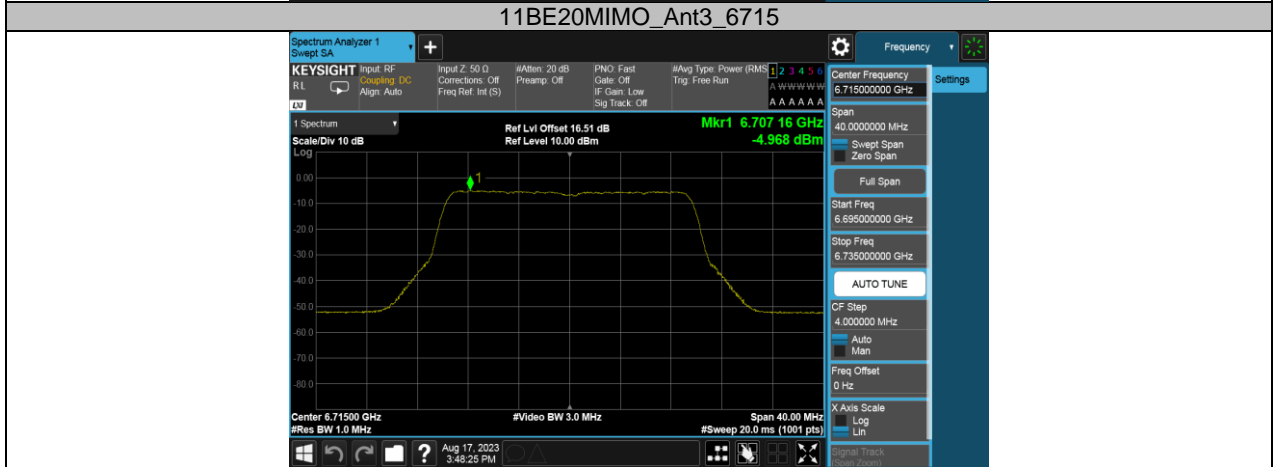 11BE20MIMO_Ant3_6715
Spectrum Analyzer 1
Swept SA
+
Frequency
KEYSIGHT
RL
LXI
Input: RF
Coupling: DC
Align: Auto
Input Z: 50 Ω
Corrections: Off
Freq Ref: Int (S)
#Atten: 20 dB
Preamp: Off
PNO: Fast
Gate: Off
IF Gain: Low
Sig Track: Off
#Avg Type: Power (RMS
Trig: Free Run
1 2 3 4 5 6
A W W W W W
A A A A A A
Center Frequency
6.715000000 GHz
Settings
Span
40.0000000 MHz
Swept Span
Zero Span
Full Span
Start Freq
6.695000000 GHz
Stop Freq
6.735000000 GHz
AUTO TUNE
CF Step
4.000000 MHz
Auto
Man
Freq Offset
0 Hz
X Axis Scale
Log
Lin
Signal Track
(Span Zoom)
1 Spectrum
Scale/Div 10 dB
Log
Ref Lvl Offset 16.51 dB
Ref Level 10.00 dBm
Mkr1 6.707 16 GHz
-4.968 dBm
1
0.00
-10.0
-20.0
-30.0
-40.0
-50.0
-60.0
-70.0
-80.0
Center 6.71500 GHz
#Res BW 1.0 MHz
#Video BW 3.0 MHz
Span 40.00 MHz
#Sweep 20.0 ms (1001 pts)
?
Aug 17, 2023
3:48:25 PM